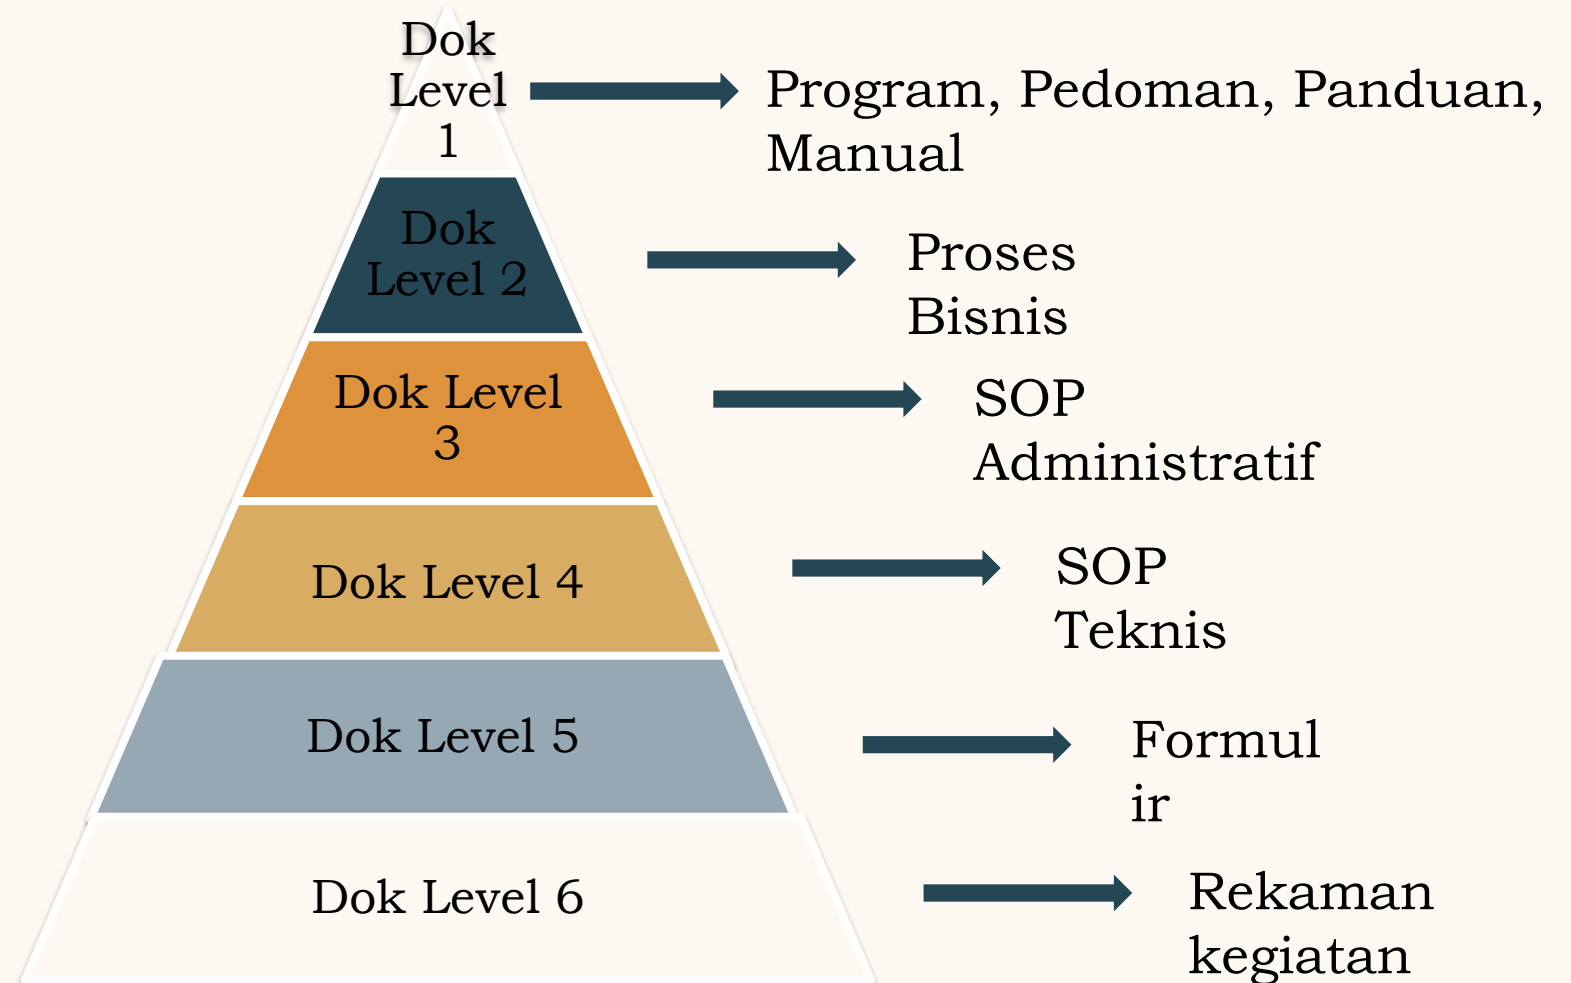 Dok
Level
1
Program, Pedoman, Panduan,
Manual
Dok
Level 2
Proses
Bisnis
Dok Level
3
SOP
Administratif
Dok Level 4
SOP
Teknis
Dok Level 5
Formul
ir
Dok Level 6
Rekaman
kegiatan